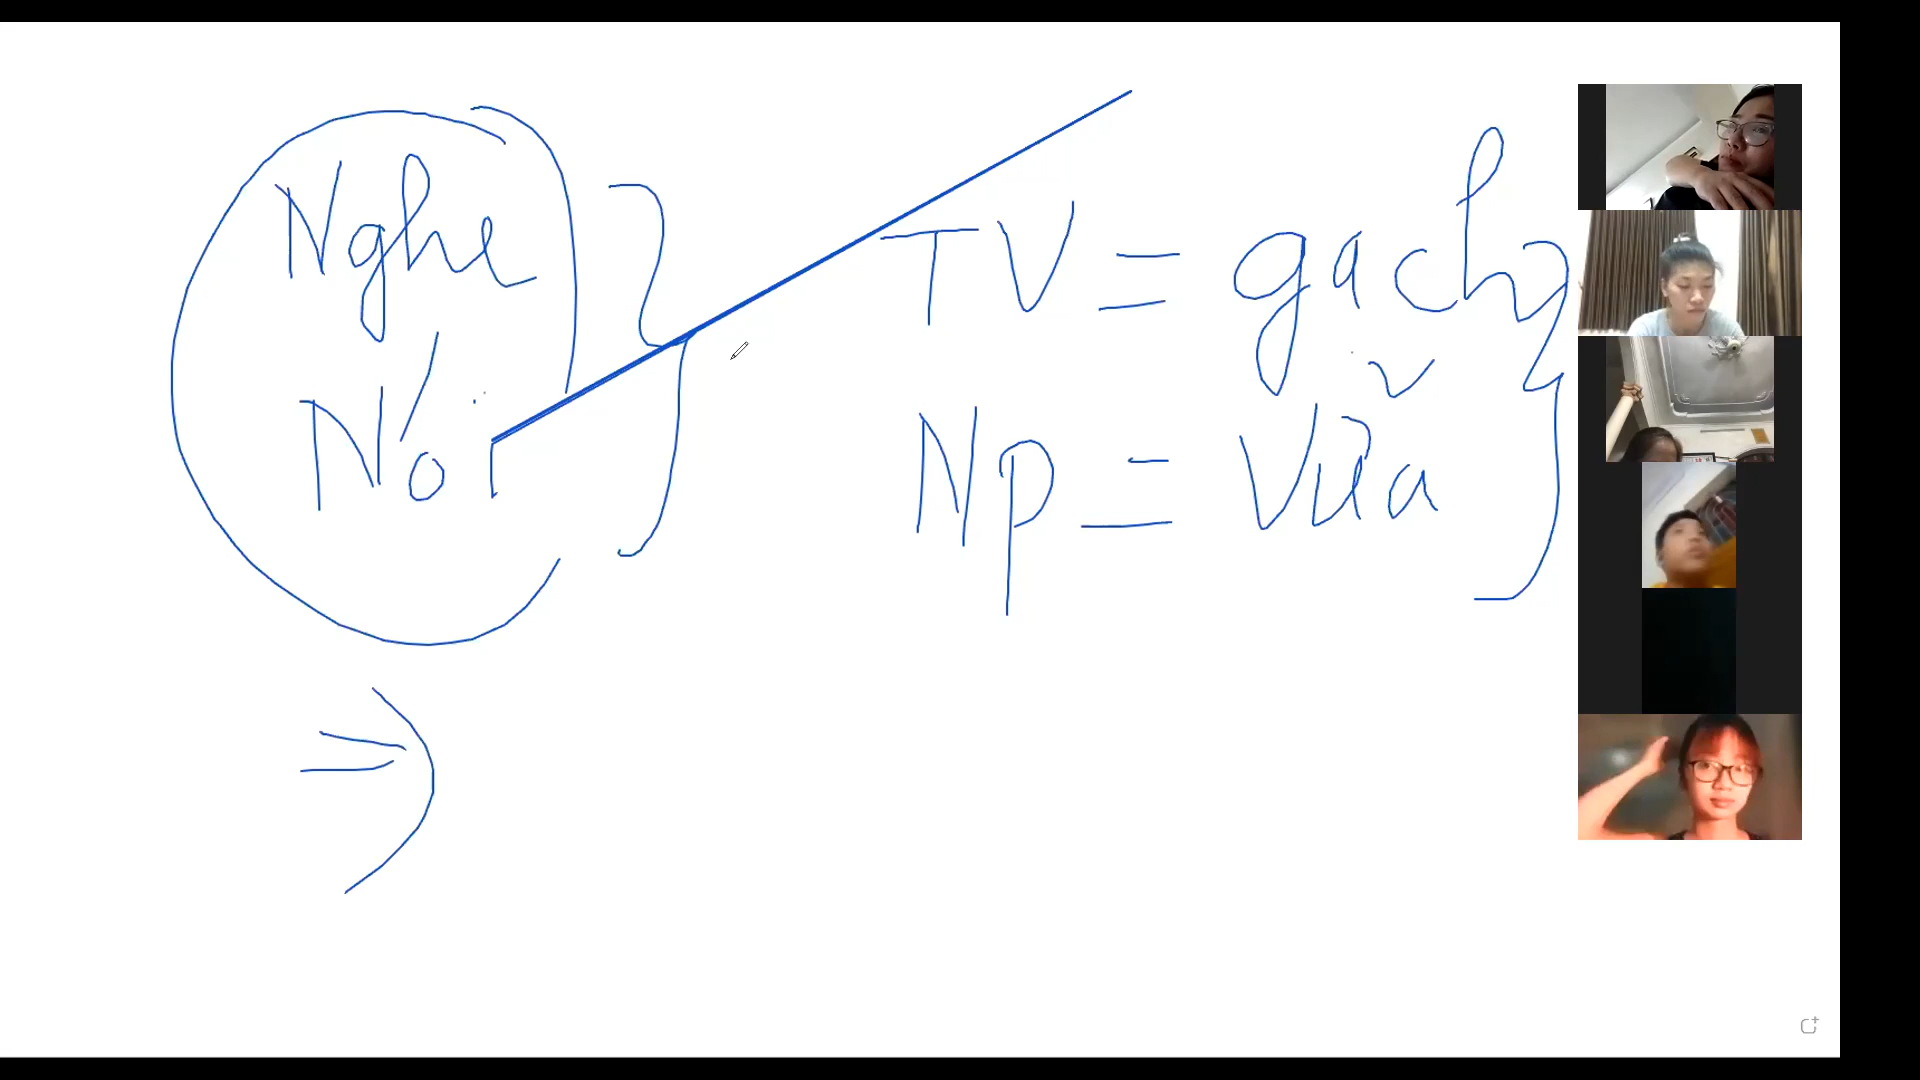 Nghe
Nói
TV = gạch
Np = Vữa